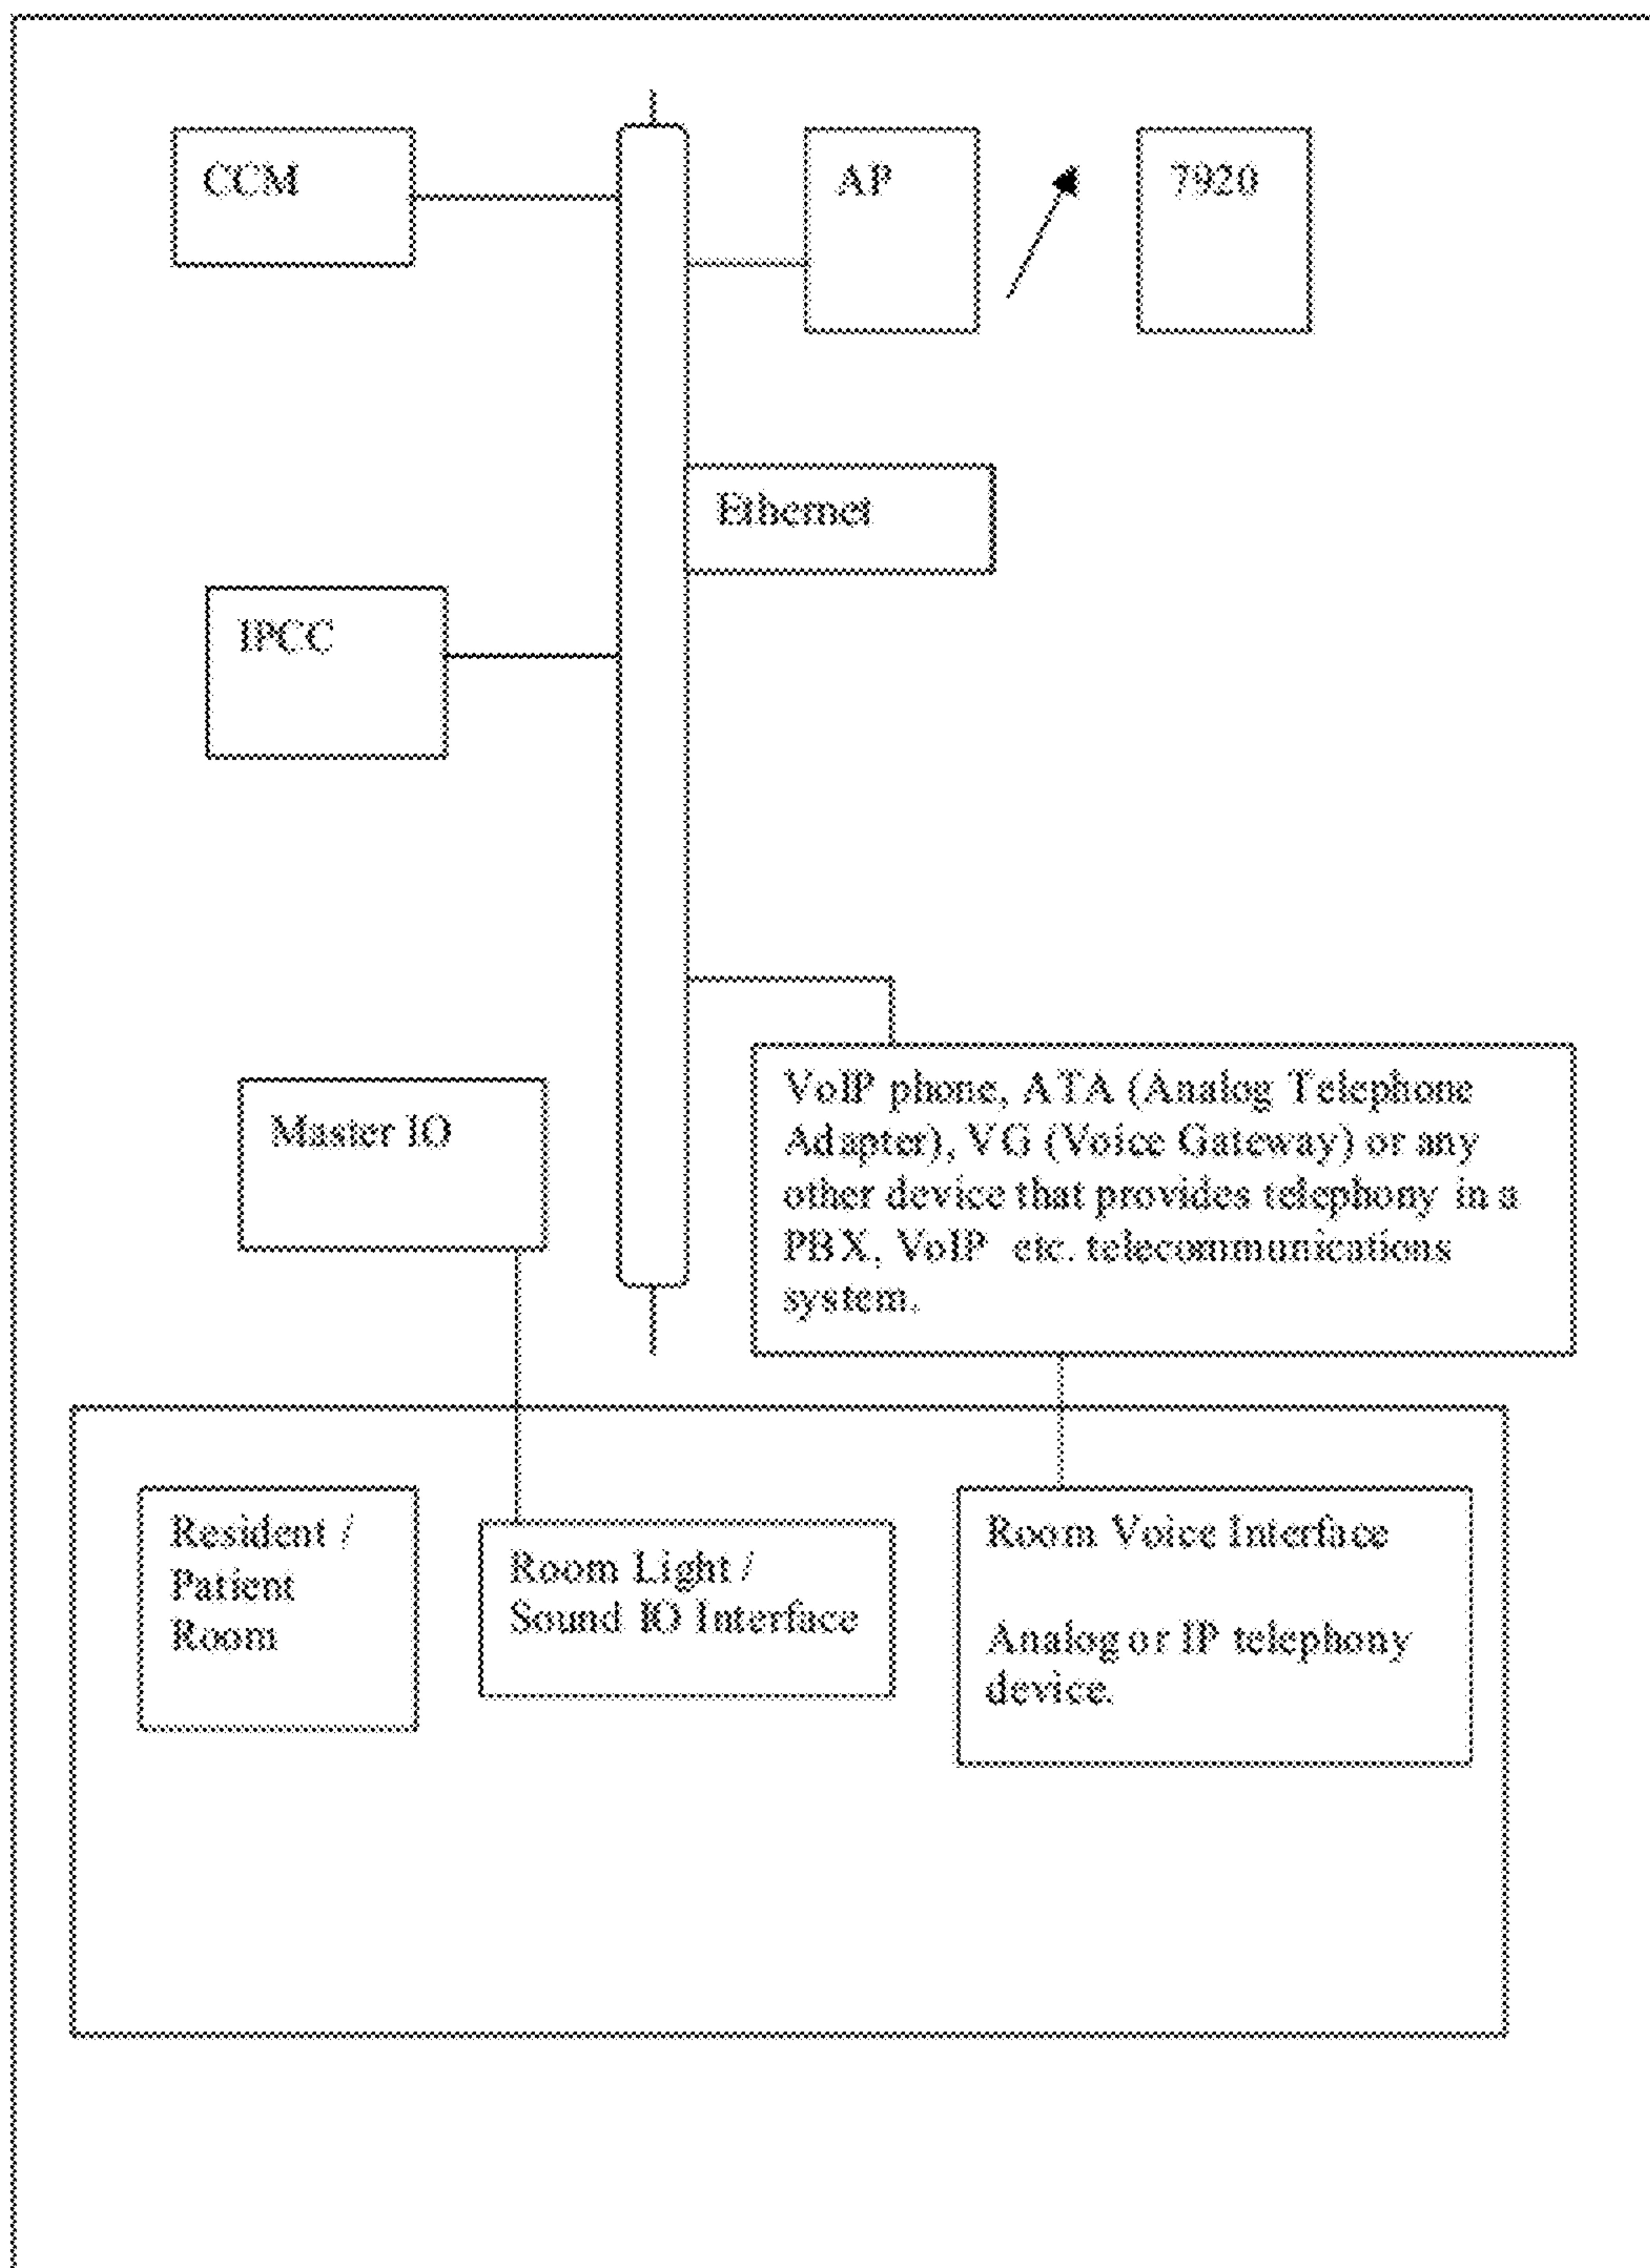 CCM
AP
7920
Ethernet
IPCC
Master IO
VoIP phone, ATA (Analog Telephone
Adapter), VG (Voice Gateway) or any
other device that provides telephony in a
PBX, VoIP etc. telecommunications
system.
Resident /
Patient
Room
Room Light /
Sound IO Interface
Room Voice Interface
Analog or IP telephony
device.